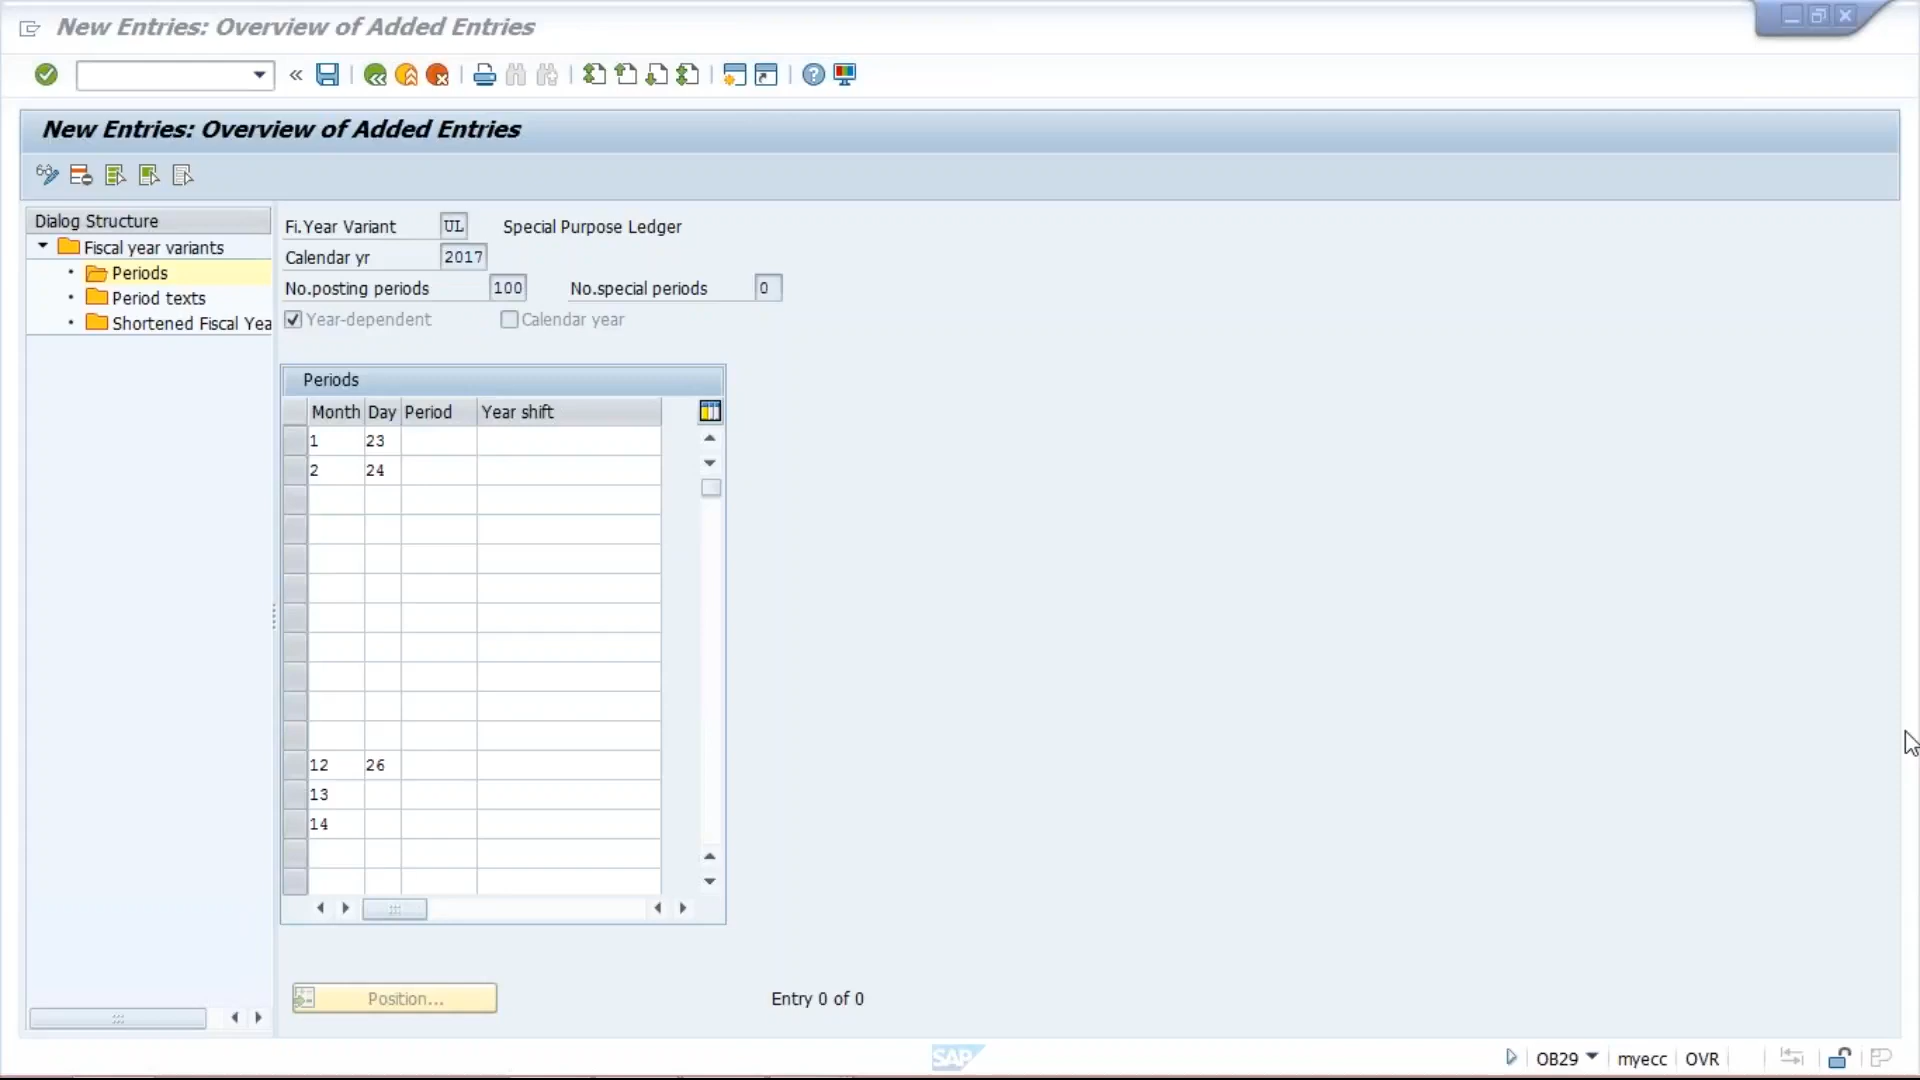 New Entries: Overview of Added Entries
New Entries: Overview of Added Entries
Dialog Structure
Fiscal year variants
Periods
Period texts
Shortened Fiscal Yea
Fi.Year Variant UL Special Purpose Ledger
Calendar yr 2017
No.posting periods 100 No.special periods 0
Year-dependent Calendar year
Periods
Month Day Period Year shift
1 23
2 24
12 26
13
14
Position... Entry 0 of 0
SAP OB29 myecc OVR